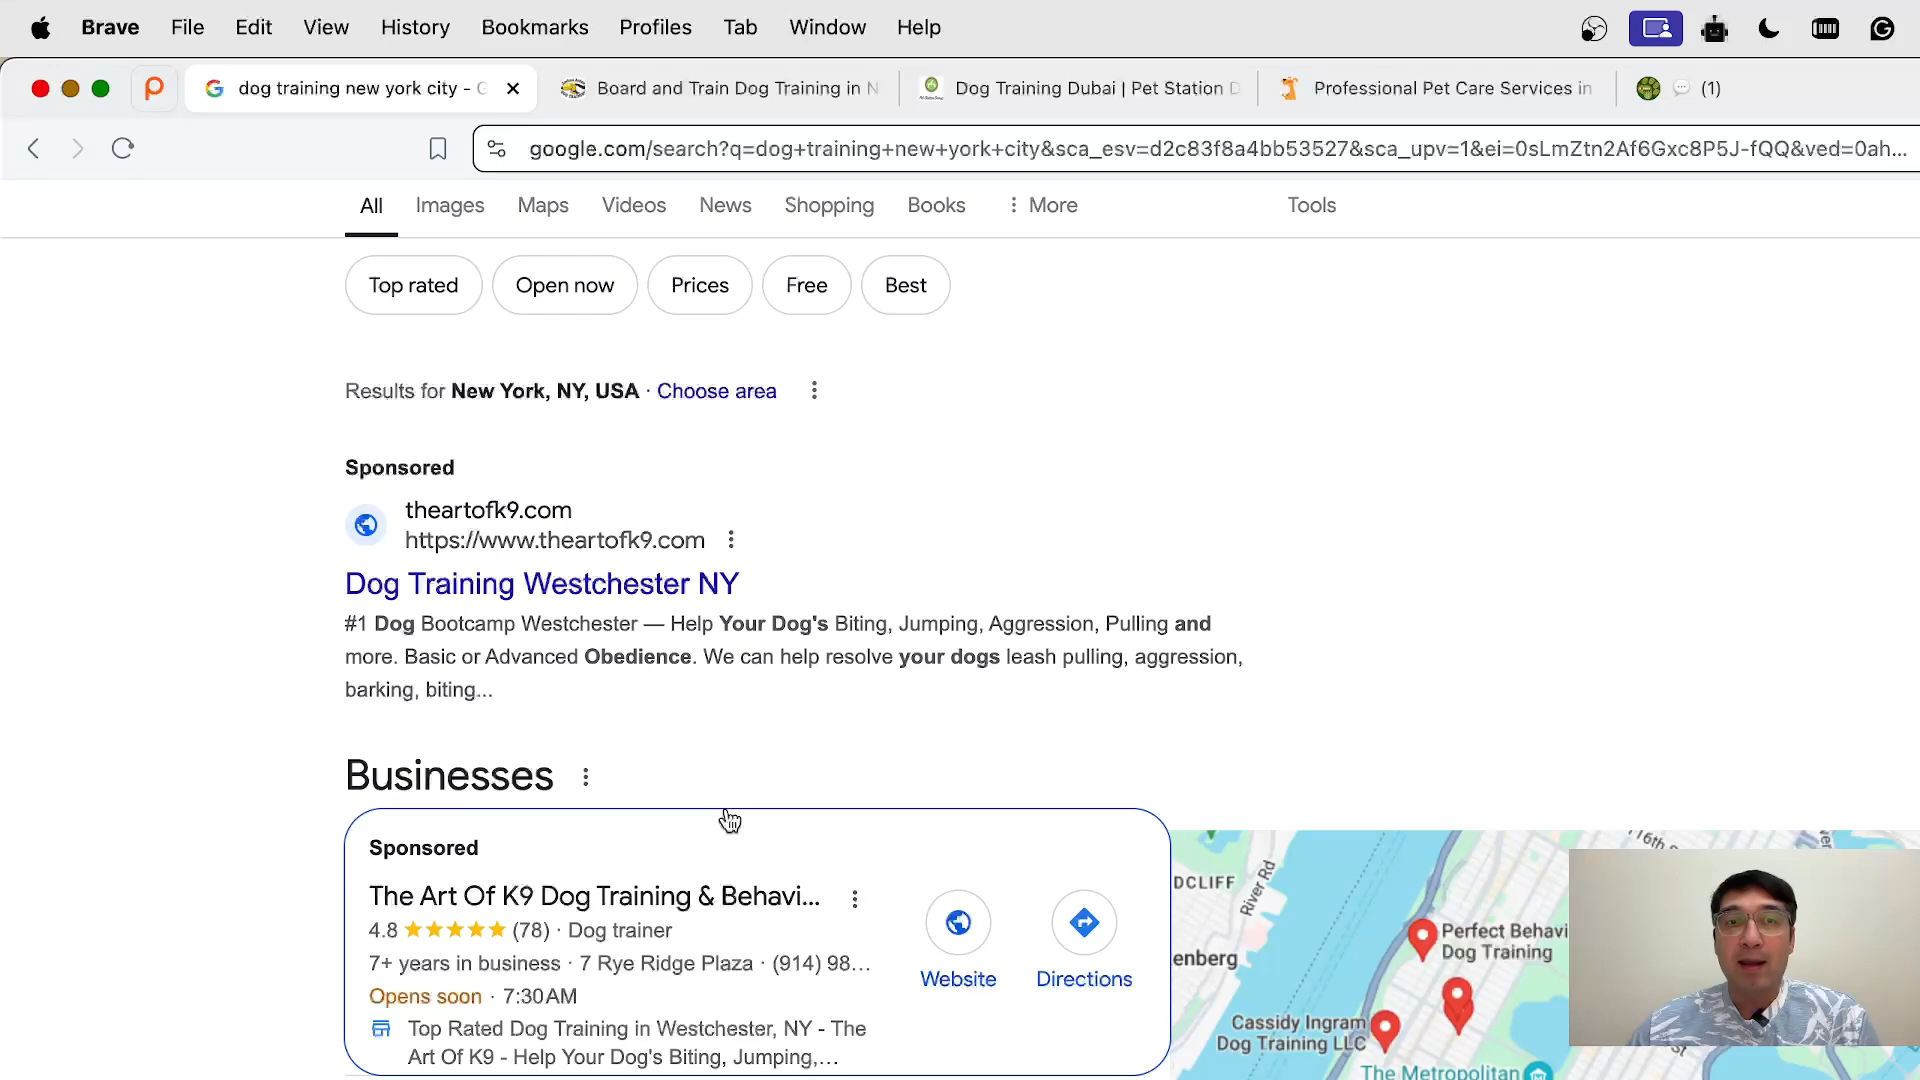 Brave File Edit View History Bookmarks Profiles Tab Window Help
dog training new york city - G
Board and Train Dog Training in N
Dog Training Dubai | Pet Station D
Professional Pet Care Services in
(1)
google.com/search?q=dog+training+new+york+city&sca_esv=d2c83f8a4bb53527&sca_upv=1&ei=0sLmZtn2Af6Gxc8P5J-fQQ&ved=0ah...
All Images Maps Videos News Shopping Books More Tools
Top rated Open now Prices Free Best
Results for New York, NY, USA · Choose area
Sponsored
theartofk9.com
https://www.theartofk9.com
Dog Training Westchester NY
#1 Dog Bootcamp Westchester — Help Your Dog's Biting, Jumping, Aggression, Pulling and
more. Basic or Advanced Obedience. We can help resolve your dogs leash pulling, aggression,
barking, biting...
Businesses
Sponsored
The Art Of K9 Dog Training & Behavi...
4.8 (78) · Dog trainer
7+ years in business · 7 Rye Ridge Plaza · (914) 98...
Opens soon · 7:30 AM
Top Rated Dog Training in Westchester, NY - The
Art Of K9 - Help Your Dog's Biting, Jumping,...
Website
Directions
DCLIFF
River Rd
enberg
Perfect Behavi
Dog Training
Cassidy Ingram
Dog Training LLC
The Metropolitan